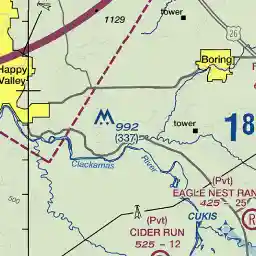 1129
tower
26
Boring
Happy
Valley
992
(337)
tower
18
Clackamas
River
(Pvt)
EAGLE NEST RAN
425 - 25
500
(Pvt)
CUKIS
CIDER RUN
525 - 12
R